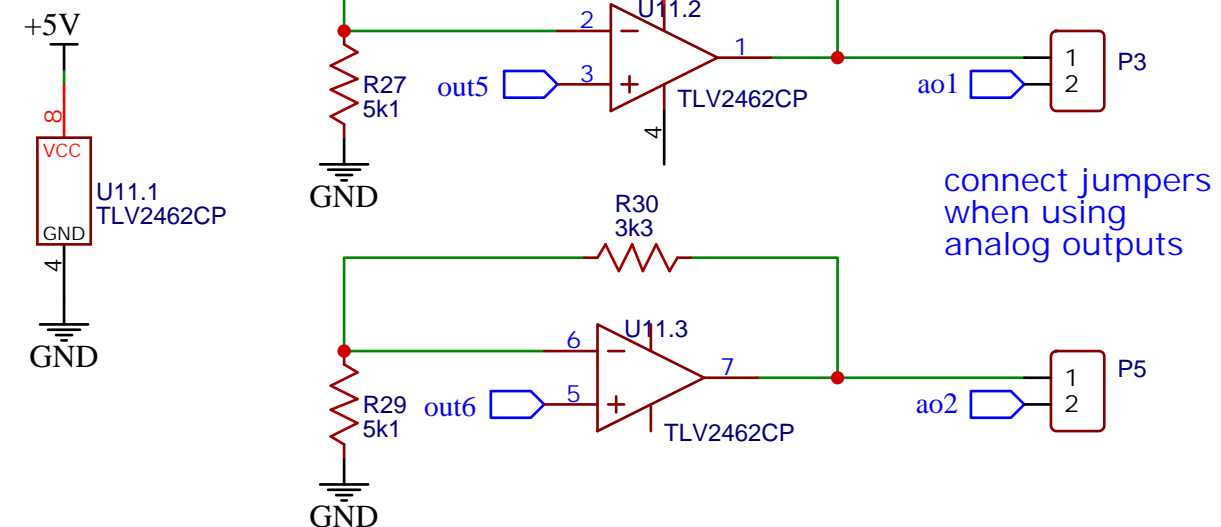 +5V
8
VCC
U11.1
TLV2462CP
GND
4
GND
U11.2
2
1
3
out5
R27
5k1
TLV2462CP
4
GND
1
2
P3
ao1
connect jumpers
when using
analog outputs
R30
3k3
U11.3
6
7
5
out6
R29
5k1
TLV2462CP
GND
1
2
P5
ao2